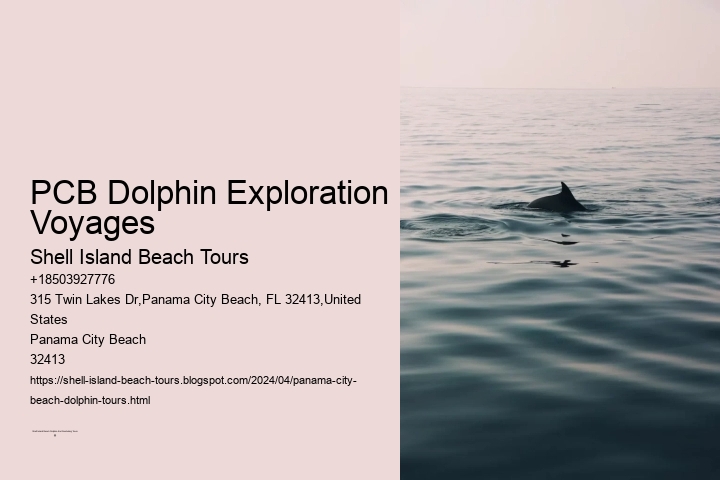 PCB Dolphin Exploration
Voyages
Shell Island Beach Tours
+18503927776
315 Twin Lakes Dr,Panama City Beach, FL 32413,United
States
Panama City Beach
32413
https://shell-island-beach-tours.blogspot.com/2024/04/panama-city-
beach-dolphin-tours.html